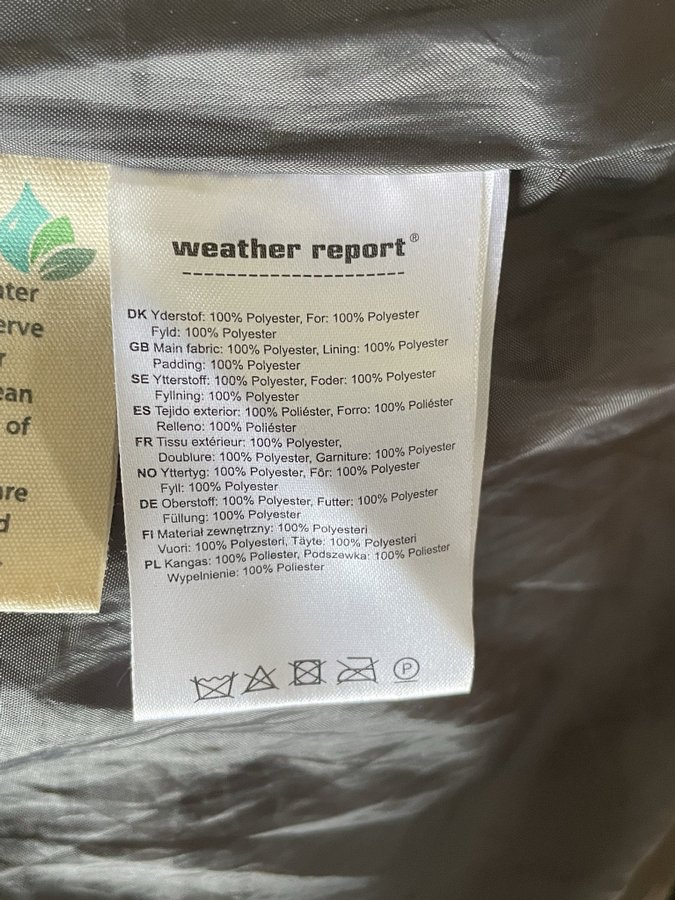 weather report®
DK Yderstof: 100% Polyester, For: 100% Polyester
Fyld: 100% Polyester
GB Main fabric: 100% Polyester, Lining: 100% Polyester
Padding: 100% Polyester
SE Ytterstoff: 100% Polyester, Foder: 100% Polyester
Fyllning: 100% Polyester
ES Tejido exterior: 100% Poliéster, Forro: 100% Poliéster
Relleno: 100% Poliéster
FR Tissu extérieur: 100% Polyester,
Doublure: 100% Polyester, Garniture: 100% Polyester
NO Yttertyg: 100% Polyester, Fôr: 100% Polyester
Fyll: 100% Polyester
DE Oberstoff: 100% Polyester, Futter: 100% Polyester
Füllung: 100% Polyester
FI Materiał zewnętrzny: 100% Polyesteri
Vuori: 100% Polyesteri, Täyte: 100% Polyesteri
PL Kangas: 100% Poliester, Podszewka: 100% Poliester
Wypelnienie: 100% Poliester
P
of